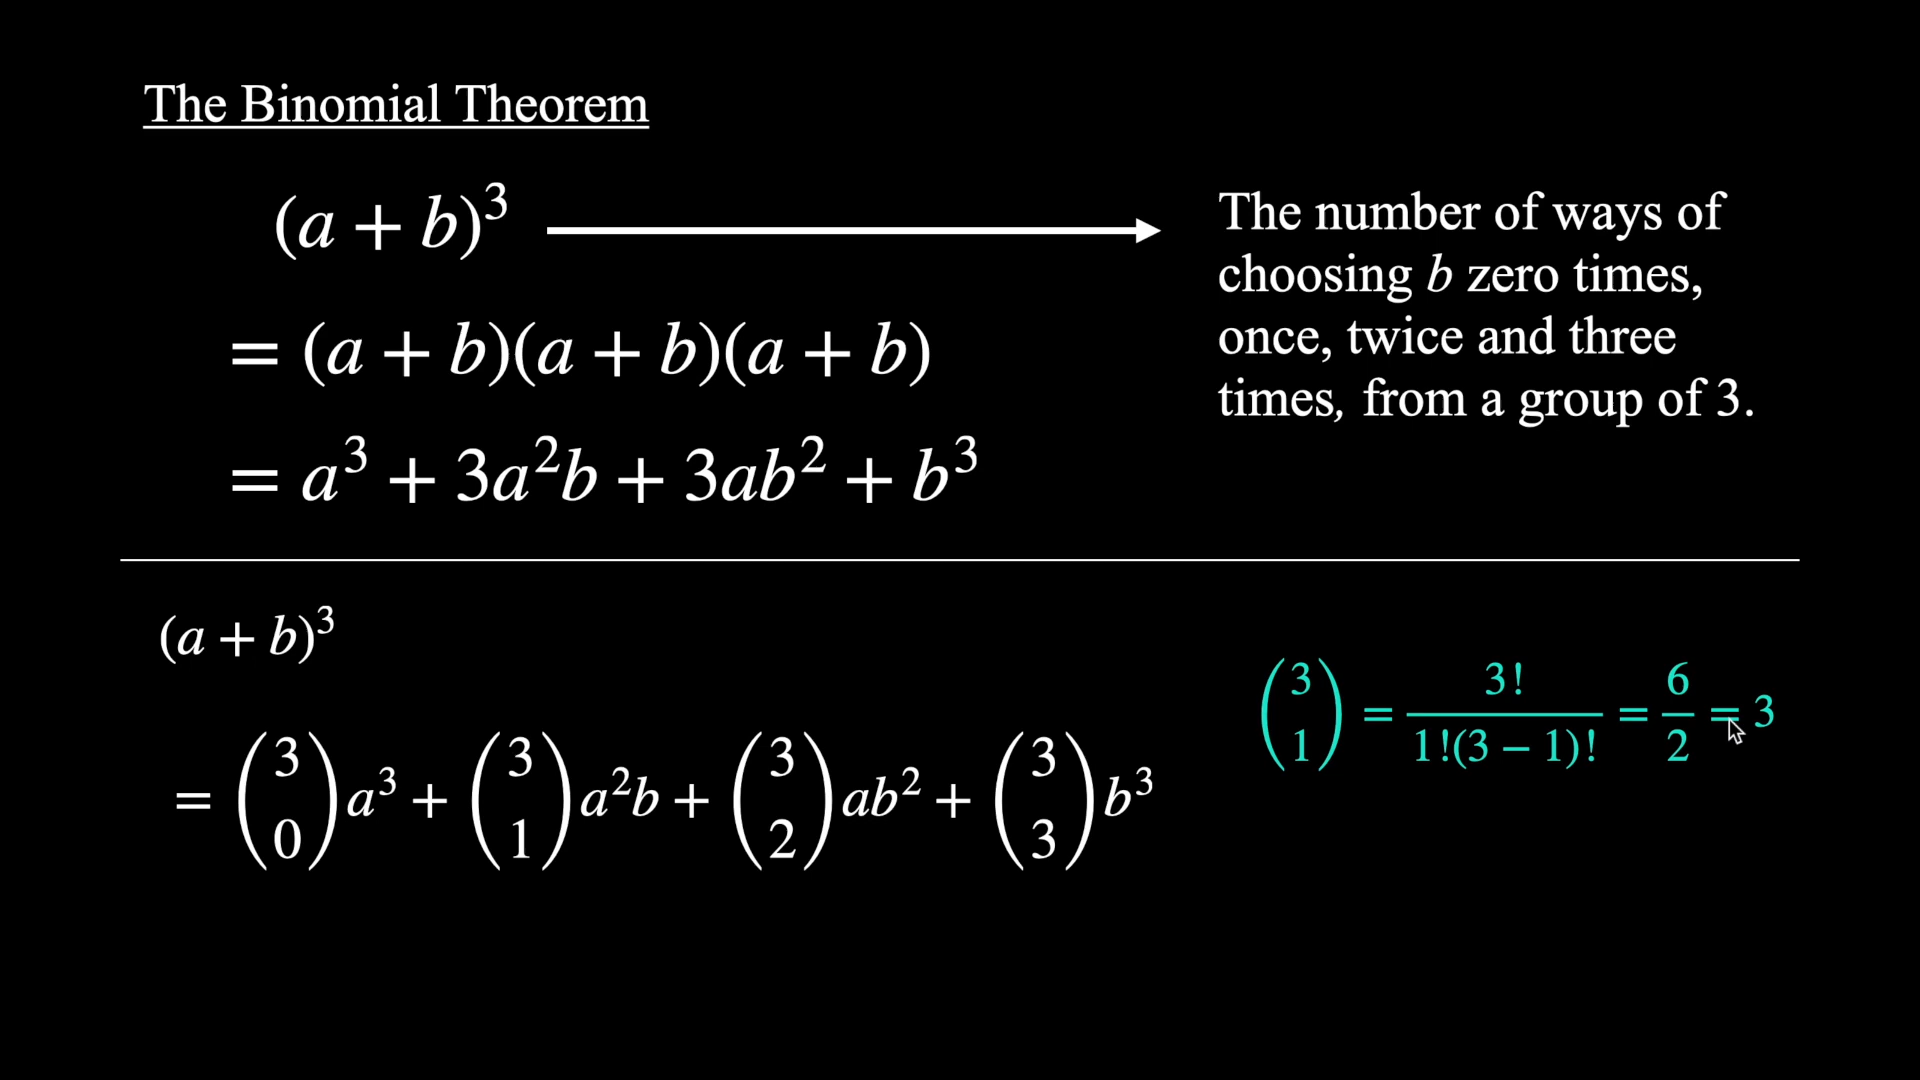 The Binomial Theorem
(a + b)³
= (a + b)(a + b)(a + b)
= a³ + 3a²b + 3ab² + b³
The number of ways of
choosing b zero times,
once, twice and three
times, from a group of 3.
(a + b)³
= (3 0)a³ + (3 1)a²b + (3 2)ab² + (3 3)b³
(3 1) = 3! / 1!(3 − 1)! = 6/2 = 3